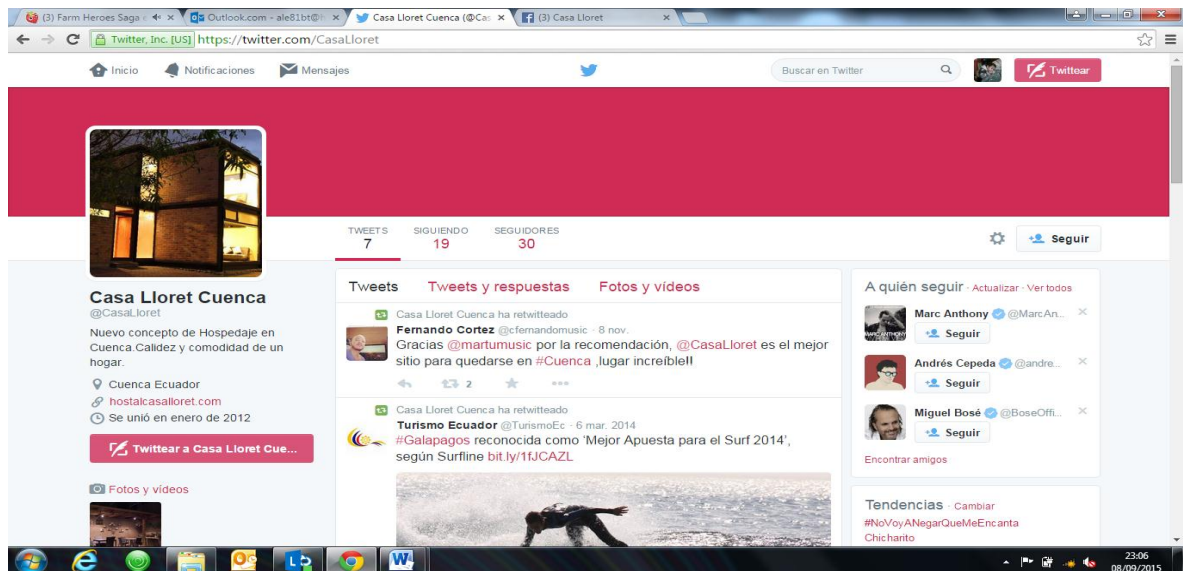 (3) Farm Heroes Saga
Outlook.com - ale81bt@
Casa Lloret Cuenca (@Cas
(3) Casa Lloret
Twitter, Inc. [US] https://twitter.com/CasaLloret
Inicio Notificaciones Mensajes Buscar en Twitter Twittear
TWEETS SIGUIENDO SEGUIDORES
7 19 30
Seguir
Casa Lloret Cuenca
@CasaLloret
Nuevo concepto de Hospedaje en
Cuenca.Calidez y comodidad de un
hogar.
Cuenca Ecuador
hostalcasalloret.com
Se unió en enero de 2012
Twittear a Casa Lloret Cue...
Fotos y vídeos
Tweets Tweets y respuestas Fotos y vídeos
Casa Lloret Cuenca ha retwitteado
Fernando Cortez @cfernandomusic · 8 nov.
Gracias @martumusic por la recomendación, @CasaLloret es el mejor
sitio para quedarse en #Cuenca ,lugar increíble!!
2
Casa Lloret Cuenca ha retwitteado
Turismo Ecuador @TurismoEc · 6 mar. 2014
#Galapagos reconocida como 'Mejor Apuesta para el Surf 2014',
según Surfline bit.ly/1fJCAZL
A quién seguir · Actualizar · Ver todos
Marc Anthony @MarcAn...
Seguir
Andrés Cepeda @andre...
Seguir
Miguel Bosé @BoseOffi...
Seguir
Encontrar amigos
Tendencias · Cambiar
#NoVoyANegarQueMeEncanta
Chicharito
23:06
08/09/2015